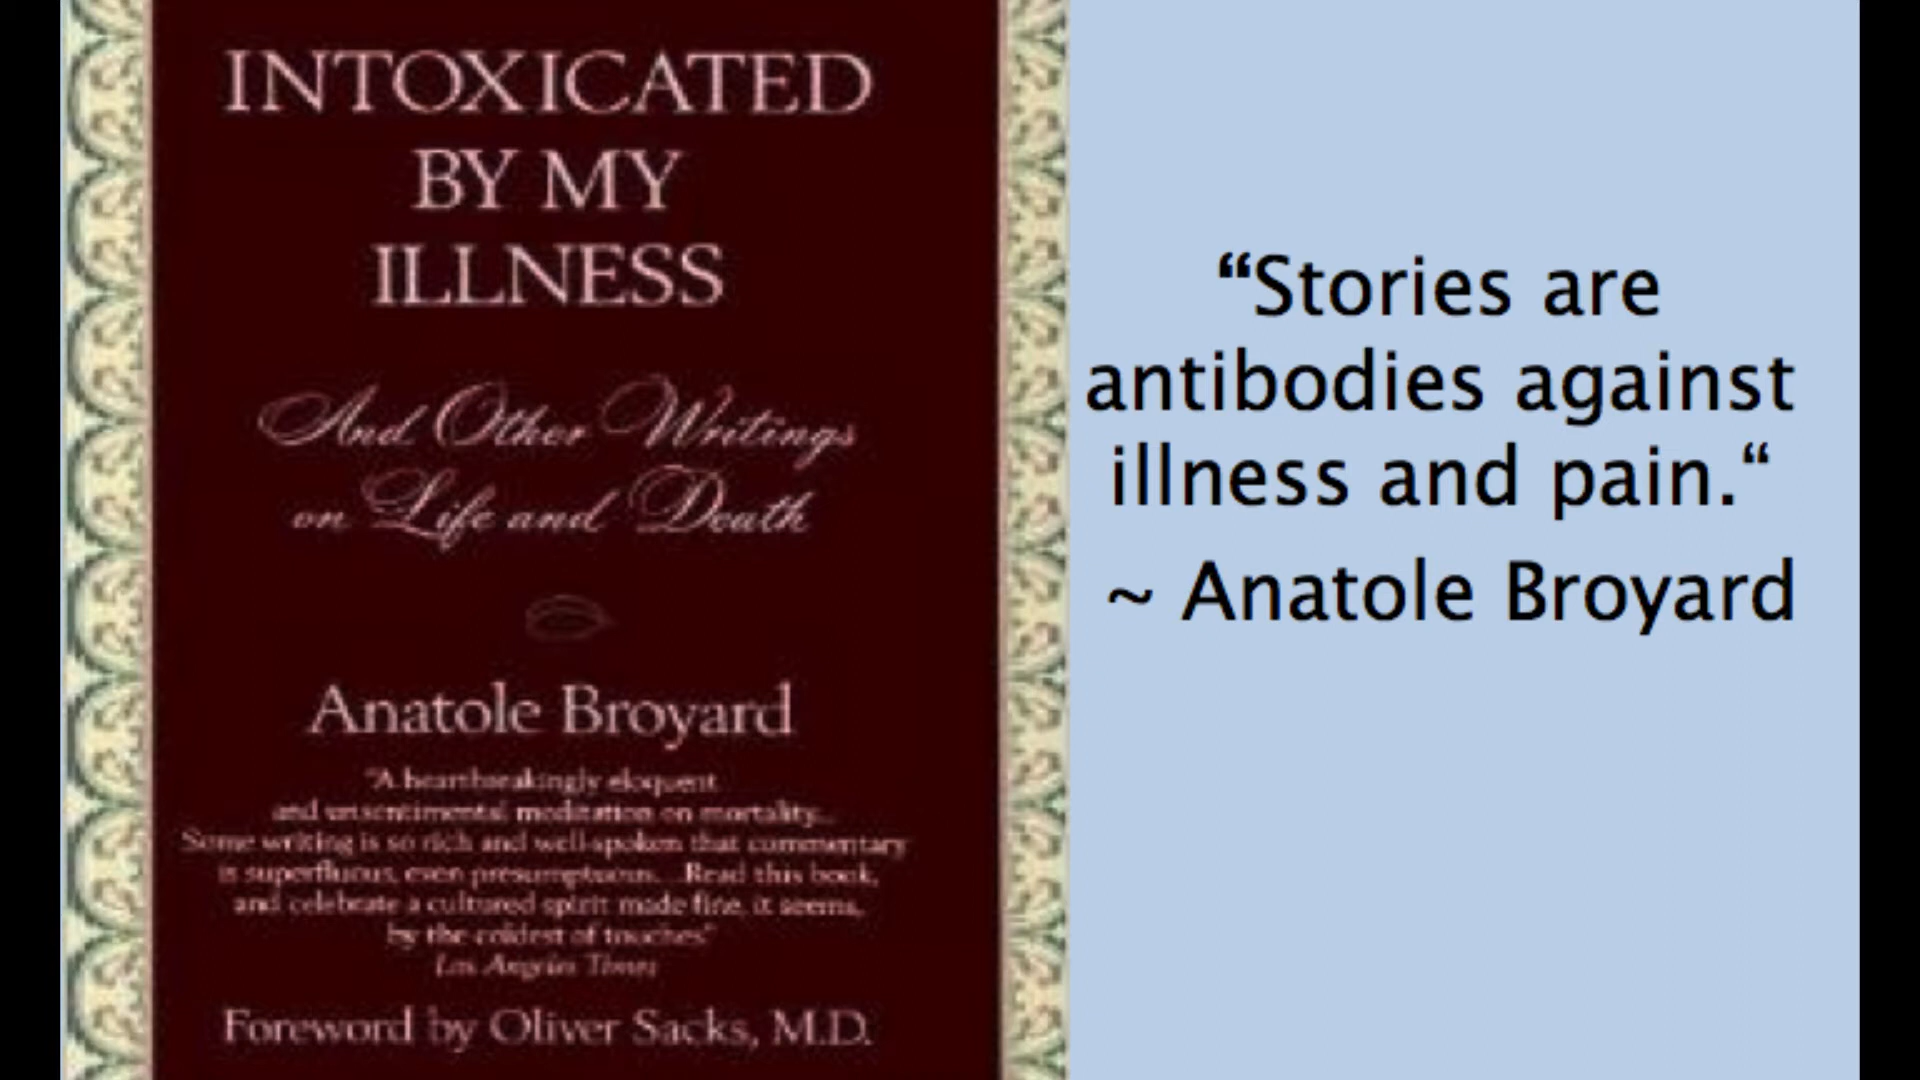 INTOXICATED
BY MY
ILLNESS
And Other Writings
on Life and Death
Anatole Broyard
"A heartbreakingly eloquent
and unsentimental meditation on mortality...
Some writing is so rich and well-spoken that commentary
is superfluous, even presumptuous... Read this book,
and celebrate a cultured spirit made fine, it seems,
by the coldest of touches"
Los Angeles Times
Foreword by Oliver Sacks, M.D.
“Stories are
antibodies against
illness and pain.“
~ Anatole Broyard